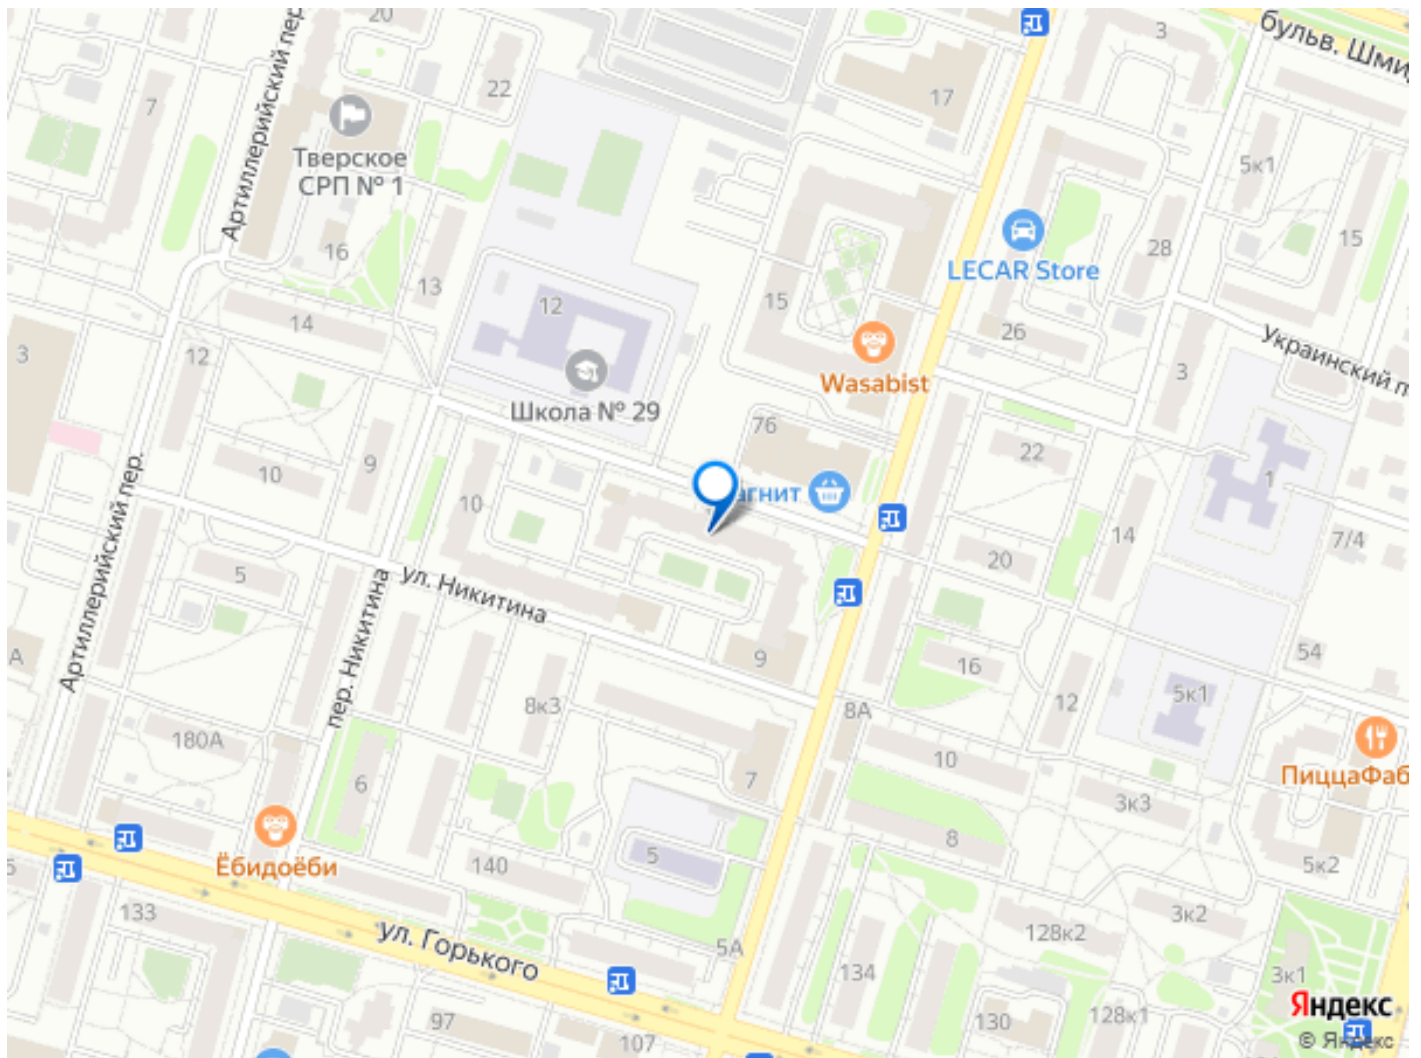 20
3
бульв. Шми
7
22
17
Артиллерийский пер
Тверское
СРП № 1
5к1
16
13
28
15
LECAR Store
15
12
14
26
Украинский п
3
12
Wasabist
3
Школа № 29
76
22
10
9
10
1
агнит
14
7/4
20
Артиллерийский пер.
5
ул. Никитина
пер. Никитина
9
16
54
А
12
5к1
8к3
8А
180А
10
7
ПиццаФаб
6
3к3
8
Ёбидоёби
140
5
5к2
5
133
3к2
ул. Горького
5А
128к2
134
3к1
97
107
130
128к1
Яндекс
© Яндекс